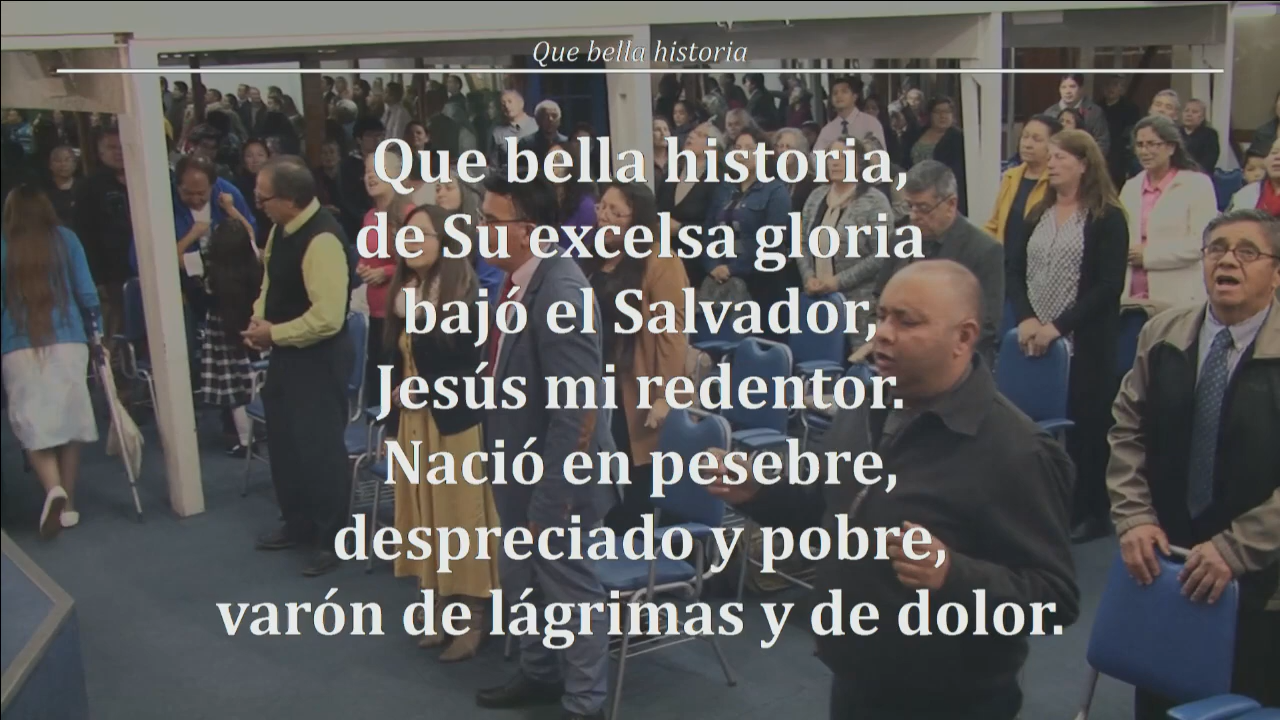 Que bella historia
Que bella historia,
de Su excelsa gloria
bajó el Salvador,
Jesús mi redentor.
Nació en pesebre,
despreciado y pobre,
varón de lágrimas y de dolor.